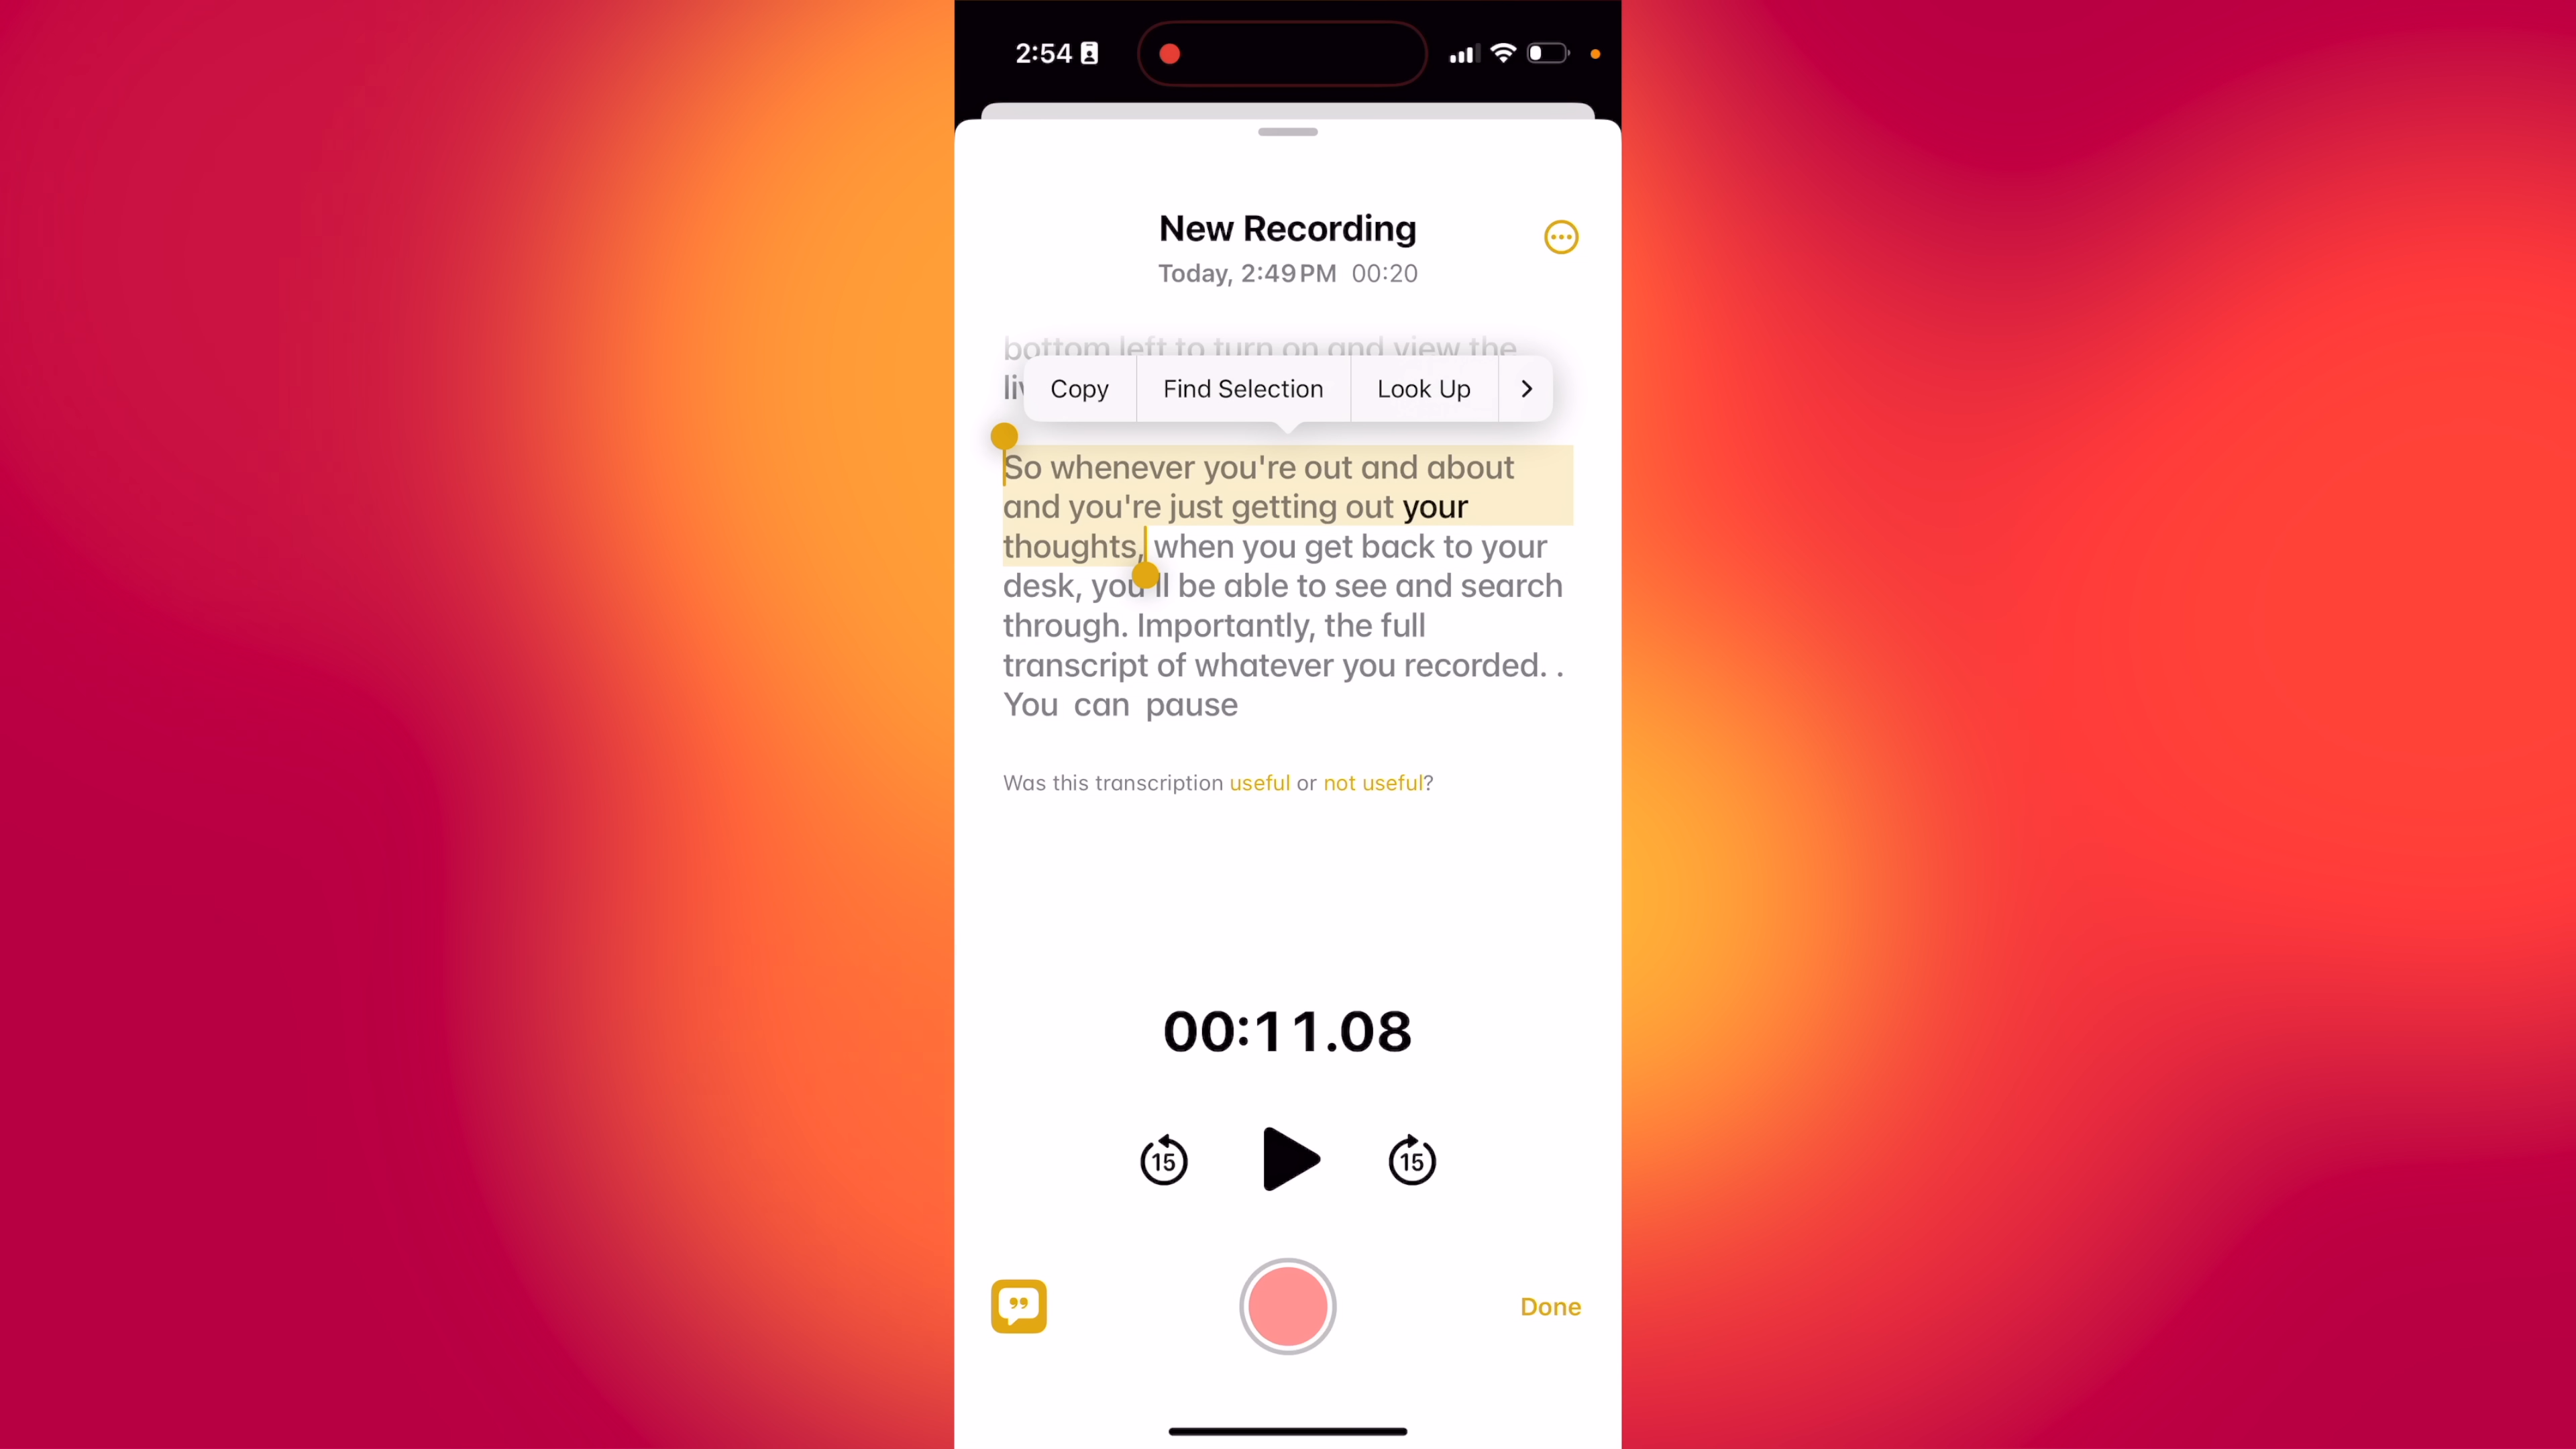 2:54
New Recording
Today, 2:49 PM 00:20
bottom left to turn on and view the
Copy Find Selection Look Up
So whenever you're out and about
and you're just getting out your
thoughts, when you get back to your
desk, you'll be able to see and search
through. Importantly, the full
transcript of whatever you recorded. .
You can pause
Was this transcription useful or not useful?
00:11.08
15 15
Done